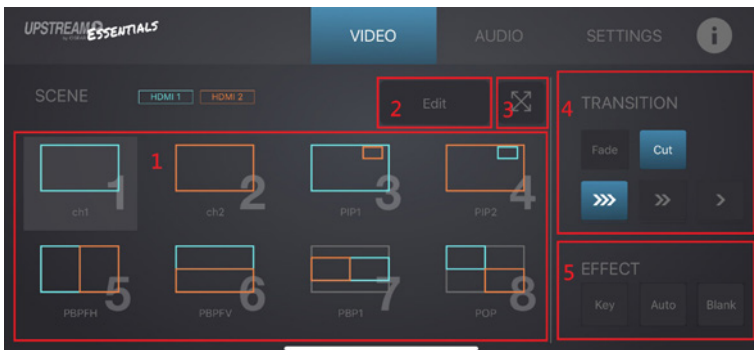 UPSTREAM ESSENTIALS
VIDEO AUDIO SETTINGS i
SCENE HDMI 1 HDMI 2 2 Edit 3 4 TRANSITION
1 Fade Cut
1 2 3 4
ch1 ch2 PIP1 PIP2
>>> >> >
5 EFFECT
5 6 7 8
Key Auto Blank
PBPFH PBPFV PBP1 POP